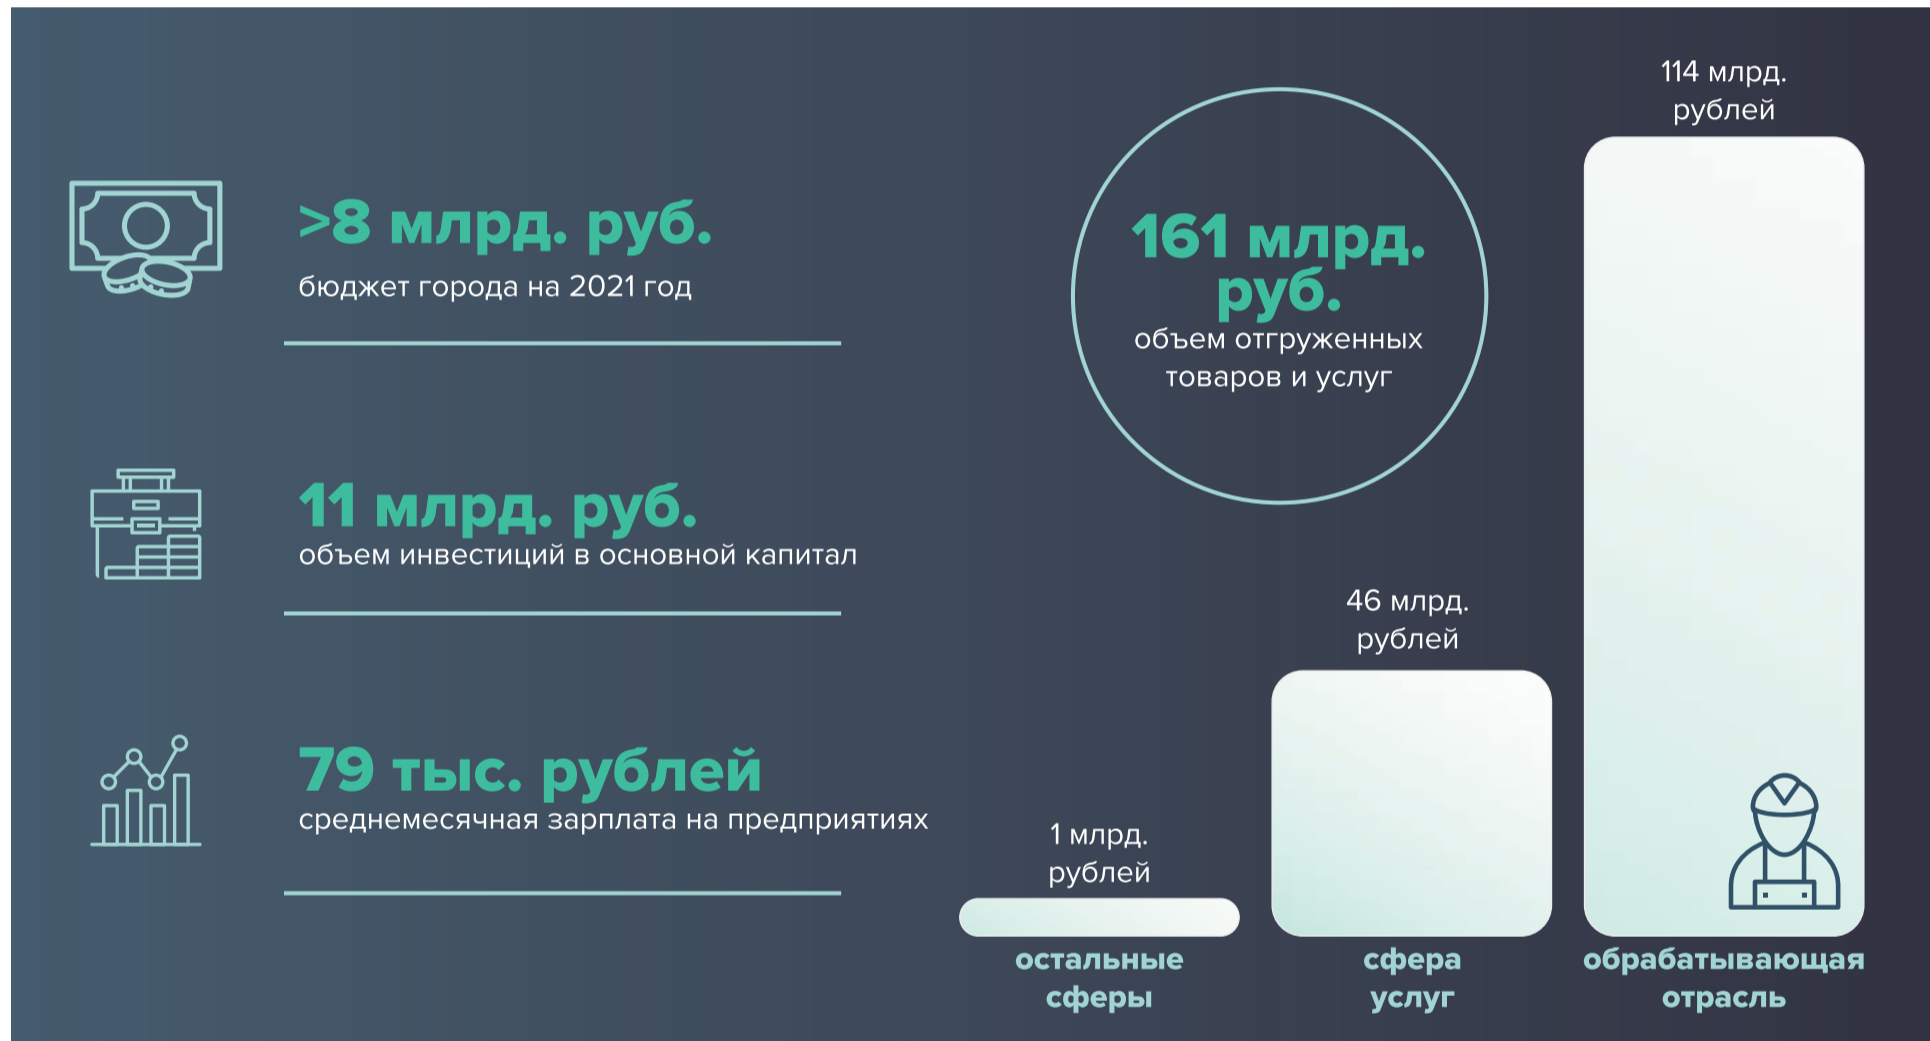 >8 млрд. руб.
бюджет города на 2021 год
11 млрд. руб.
объем инвестиций в основной капитал
79 тыс. рублей
среднемесячная зарплата на предприятиях
161 млрд.
руб.
объем отгруженных
товаров и услуг
1 млрд.
рублей
остальные
сферы
46 млрд.
рублей
сфера
услуг
114 млрд.
рублей
обрабатывающая
отрасль